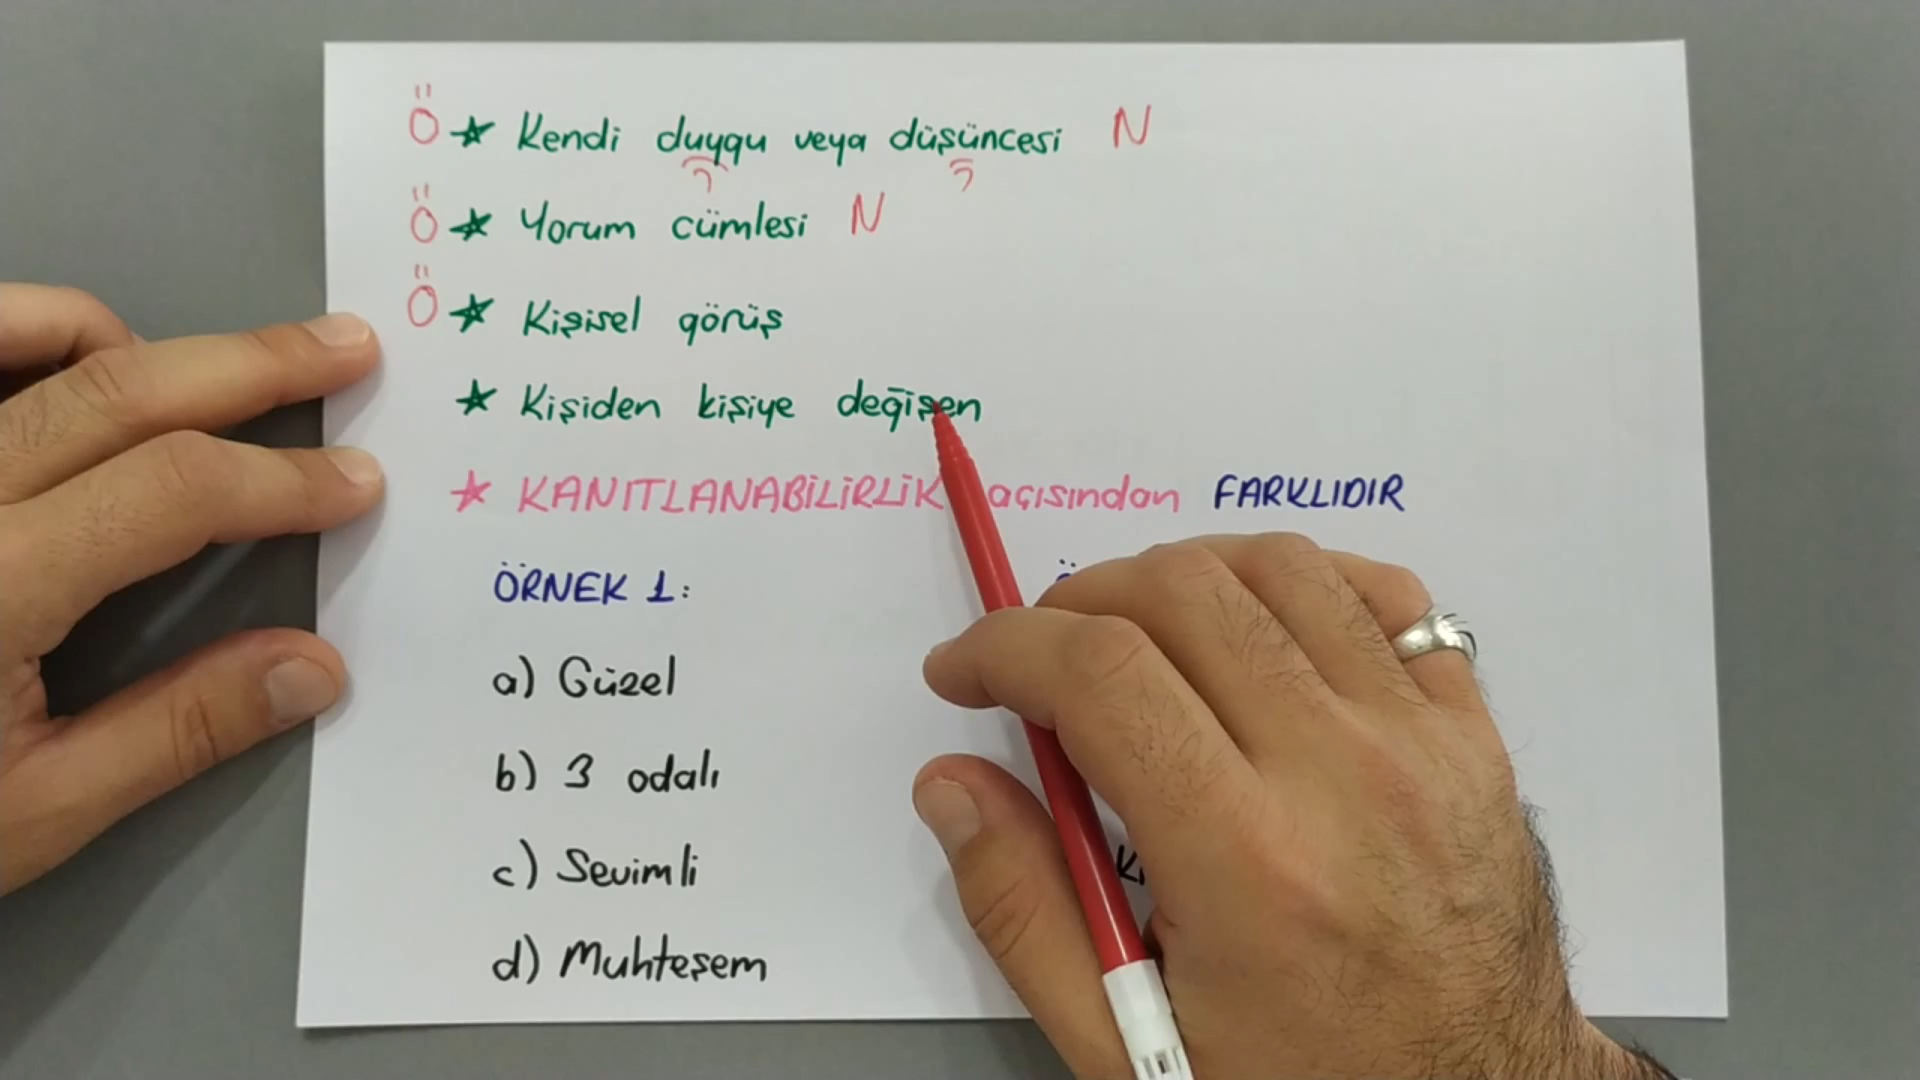 Ö ★ Kendi duygu veya düşüncesi N
Ö ★ Yorum cümlesi N
Ö ★ Kişisel görüş
★ Kişiden kişiye değişen
★ KANITLANABİLİRLİK açısından FARKLIDIR
ÖRNEK 1:
a) Güzel
b) 3 odalı
c) Sevimli
d) Muhteşem